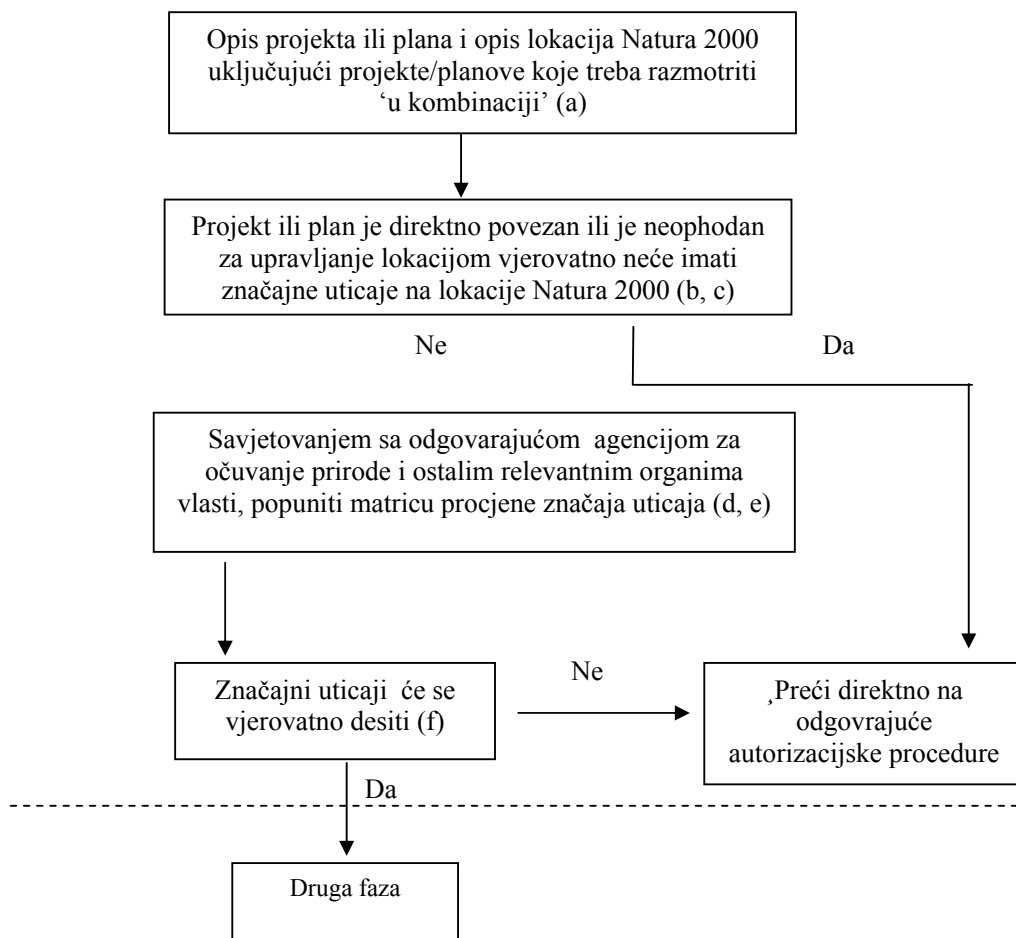 Opis projekta ili plana i opis lokacija Natura 2000
uključujući projekte/planove koje treba razmotriti
‘u kombinaciji’ (a)
Projekt ili plan je direktno povezan ili je neophodan
za upravljanje lokacijom vjerovatno neće imati
značajne uticaje na lokacije Natura 2000 (b, c)
Ne
Da
Savjetovanjem sa odgovarajućom agencijom za
očuvanje prirode i ostalim relevantnim organima
vlasti, popuniti matricu procjene značaja uticaja (d, e)
Značajni uticaji će se
vjerovatno desiti (f)
Ne
¸Preći direktno na
odgovrajuće
autorizacijske procedure
Da
Druga faza